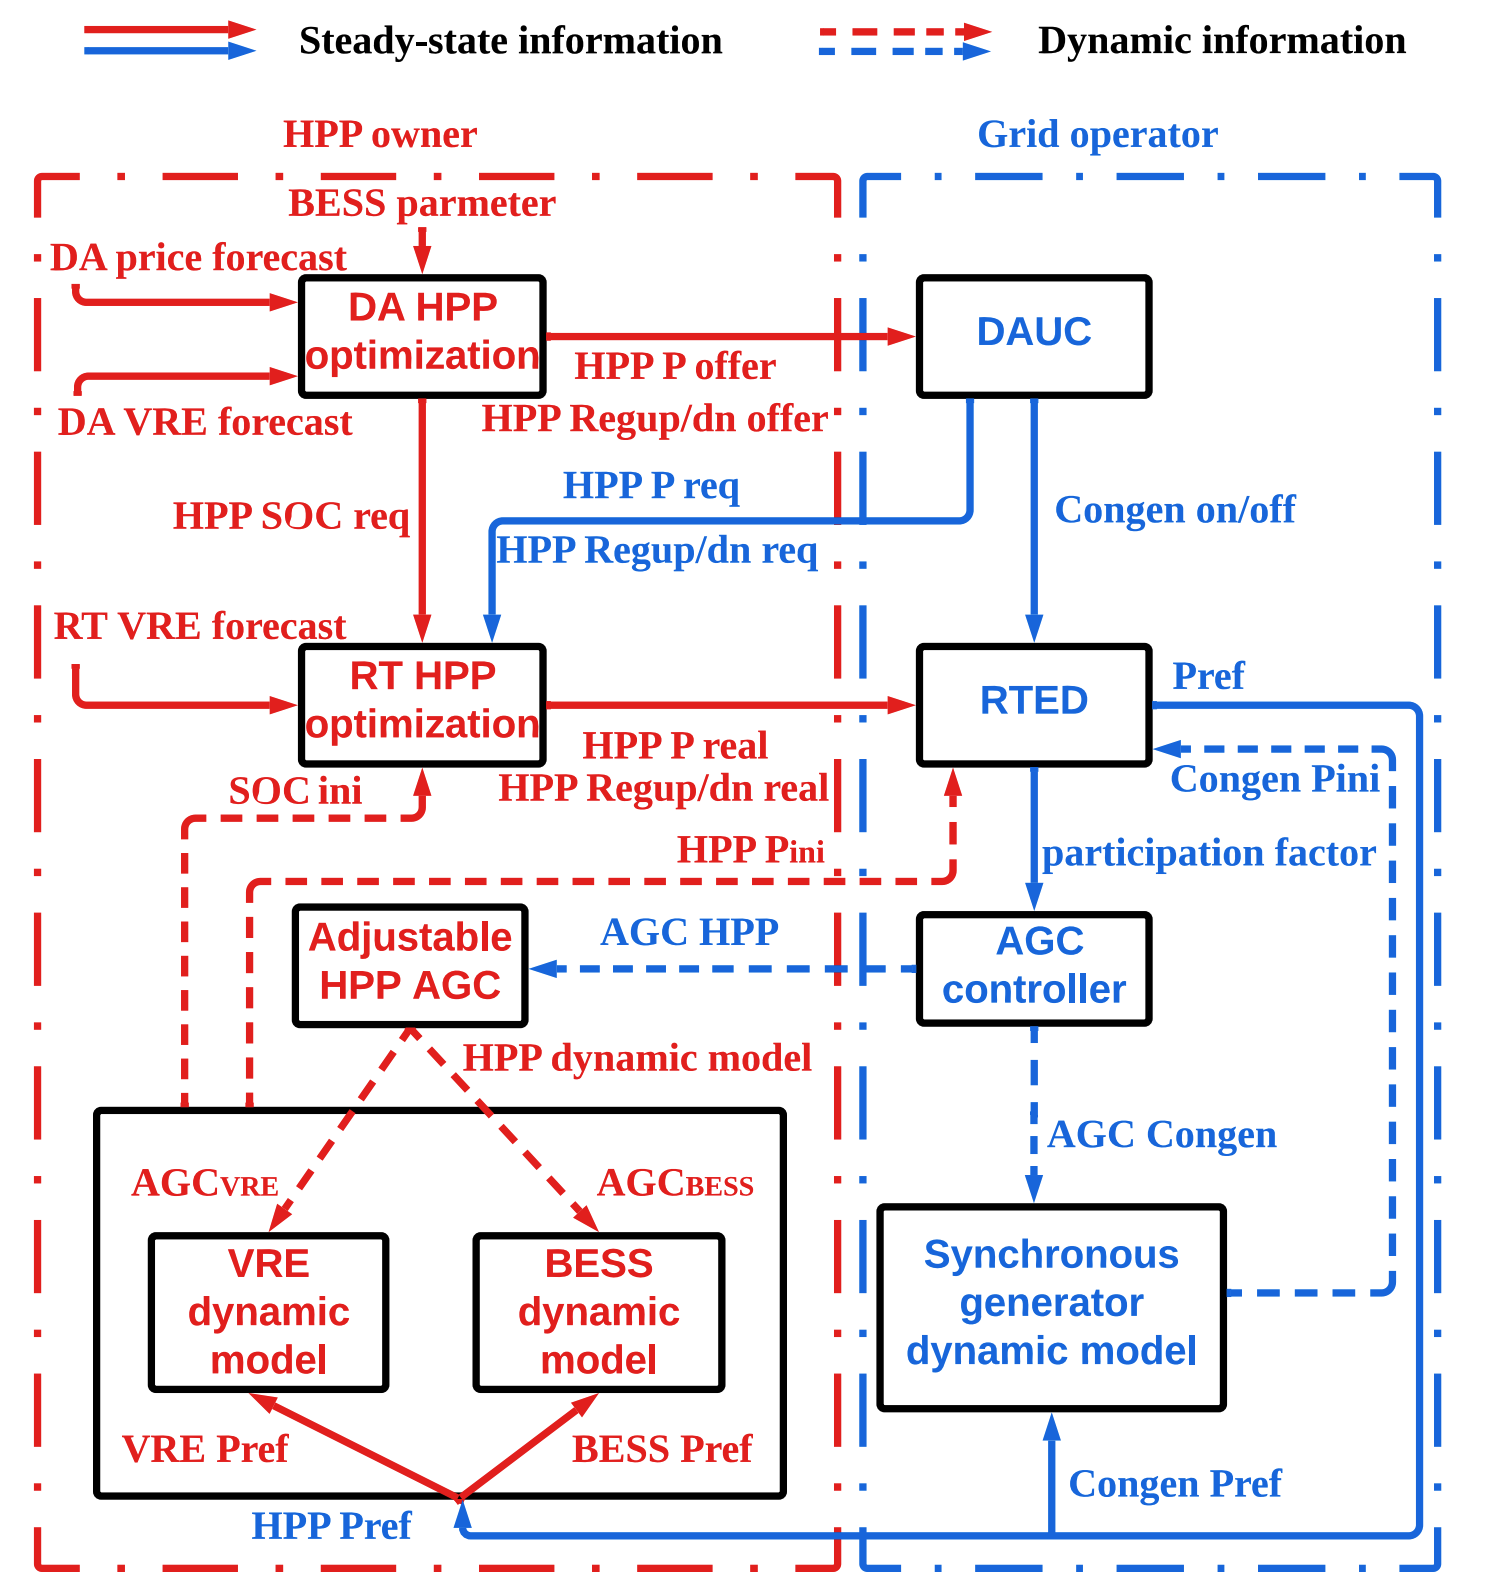 Steady-state information
Dynamic information
HPP owner
Grid operator
BESS parmeter
DA price forecast
DA HPP
optimization
DAUC
HPP P offer
DA VRE forecast
HPP Regup/dn offer
HPP P req
HPP SOC req
Congen on/off
HPP Regup/dn req
RT VRE forecast
RT HPP
optimization
RTED
Pref
HPP P real
SOC ini
HPP Regup/dn real
Congen Pini
HPP Pini
participation factor
Adjustable
HPP AGC
AGC HPP
AGC
controller
HPP dynamic model
AGC Congen
AGCVRE
AGCBESS
VRE
dynamic
model
BESS
dynamic
model
Synchronous
generator
dynamic model
VRE Pref
BESS Pref
Congen Pref
HPP Pref